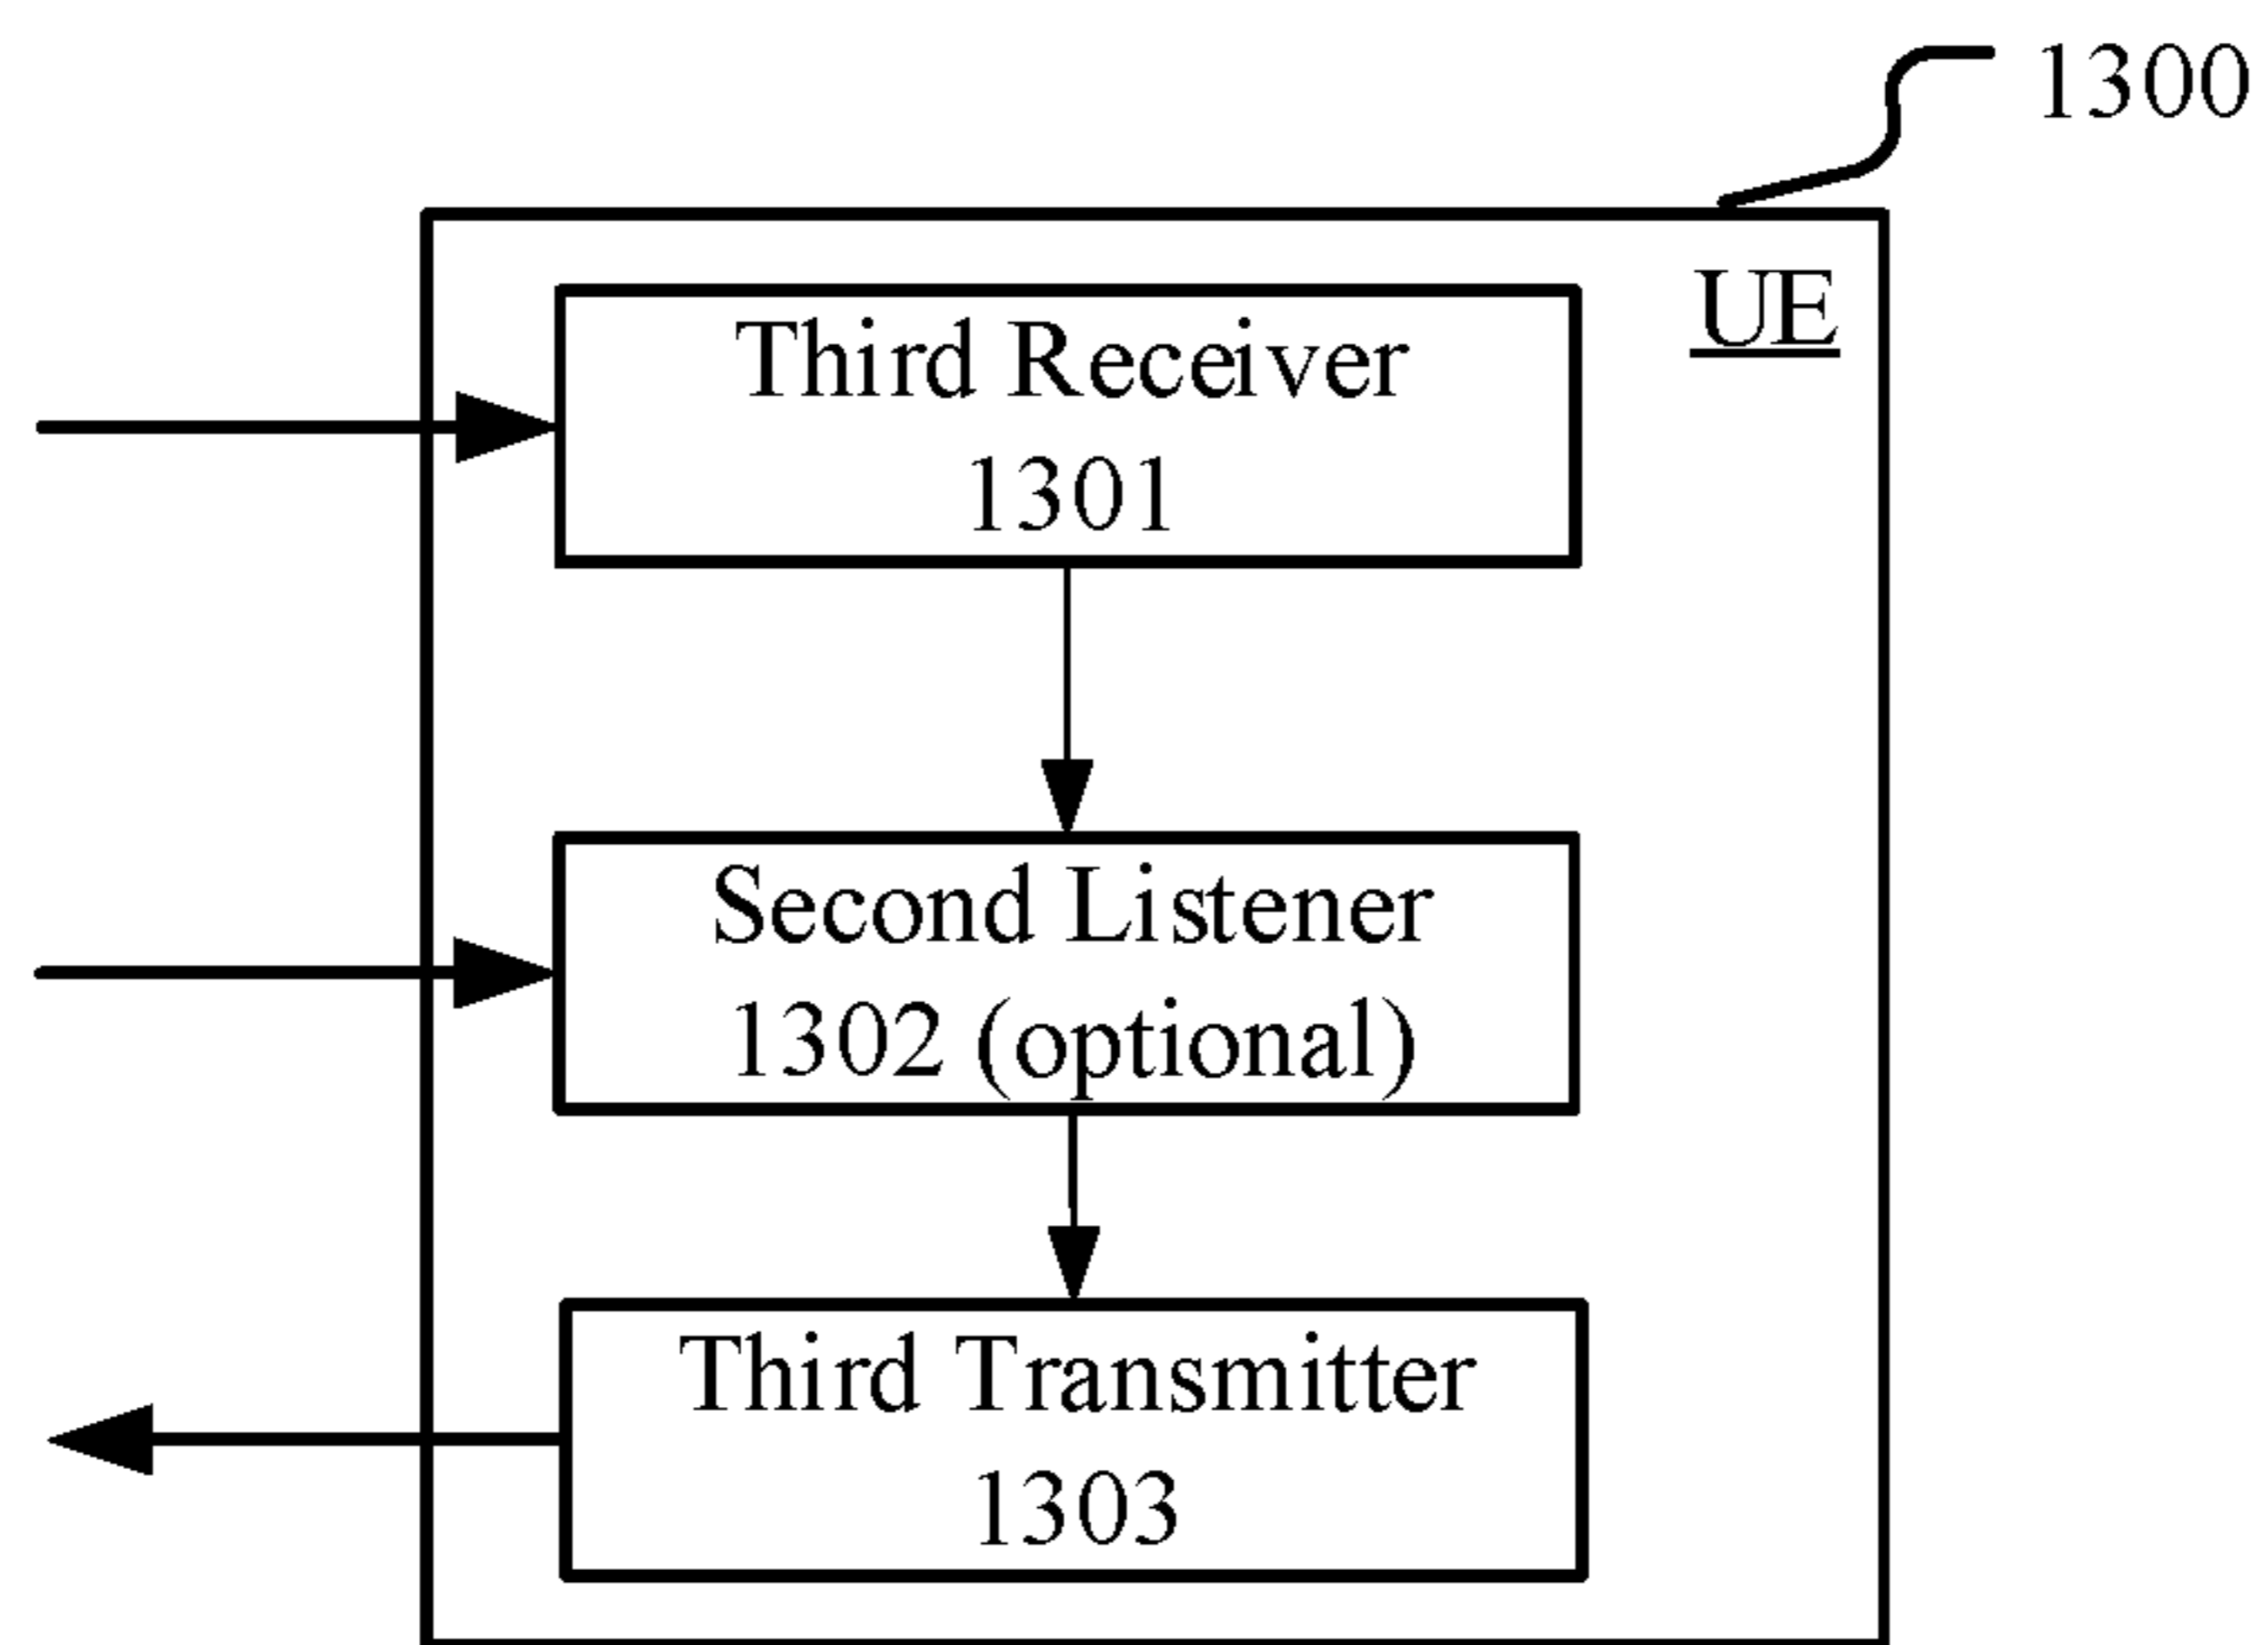 1300
UE
Third Receiver
1301
Second Listener
1302 (optional)
Third Transmitter
1303